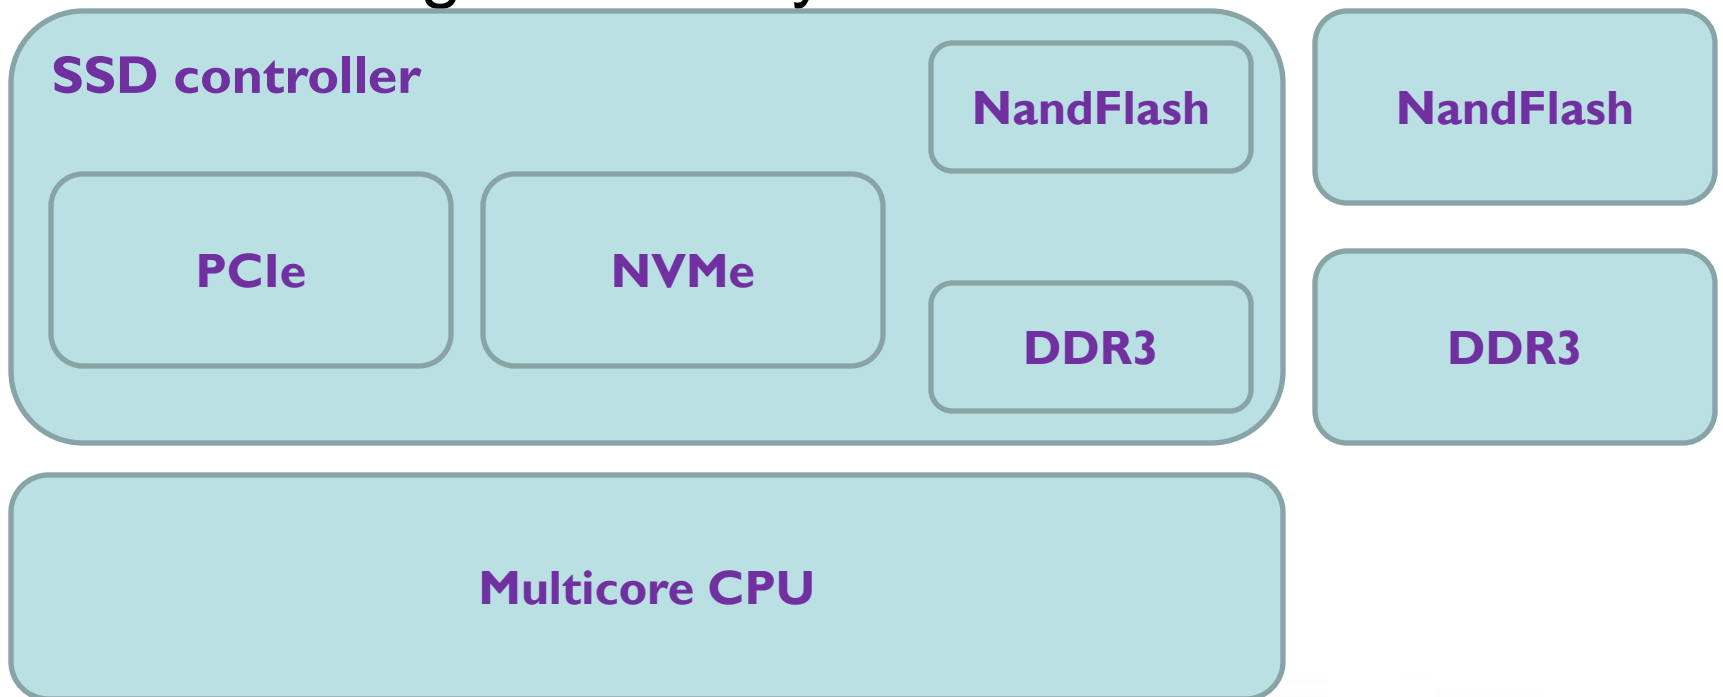 SSD controller
NandFlash
NandFlash
PCIe
NVMe
DDR3
DDR3
Multicore CPU